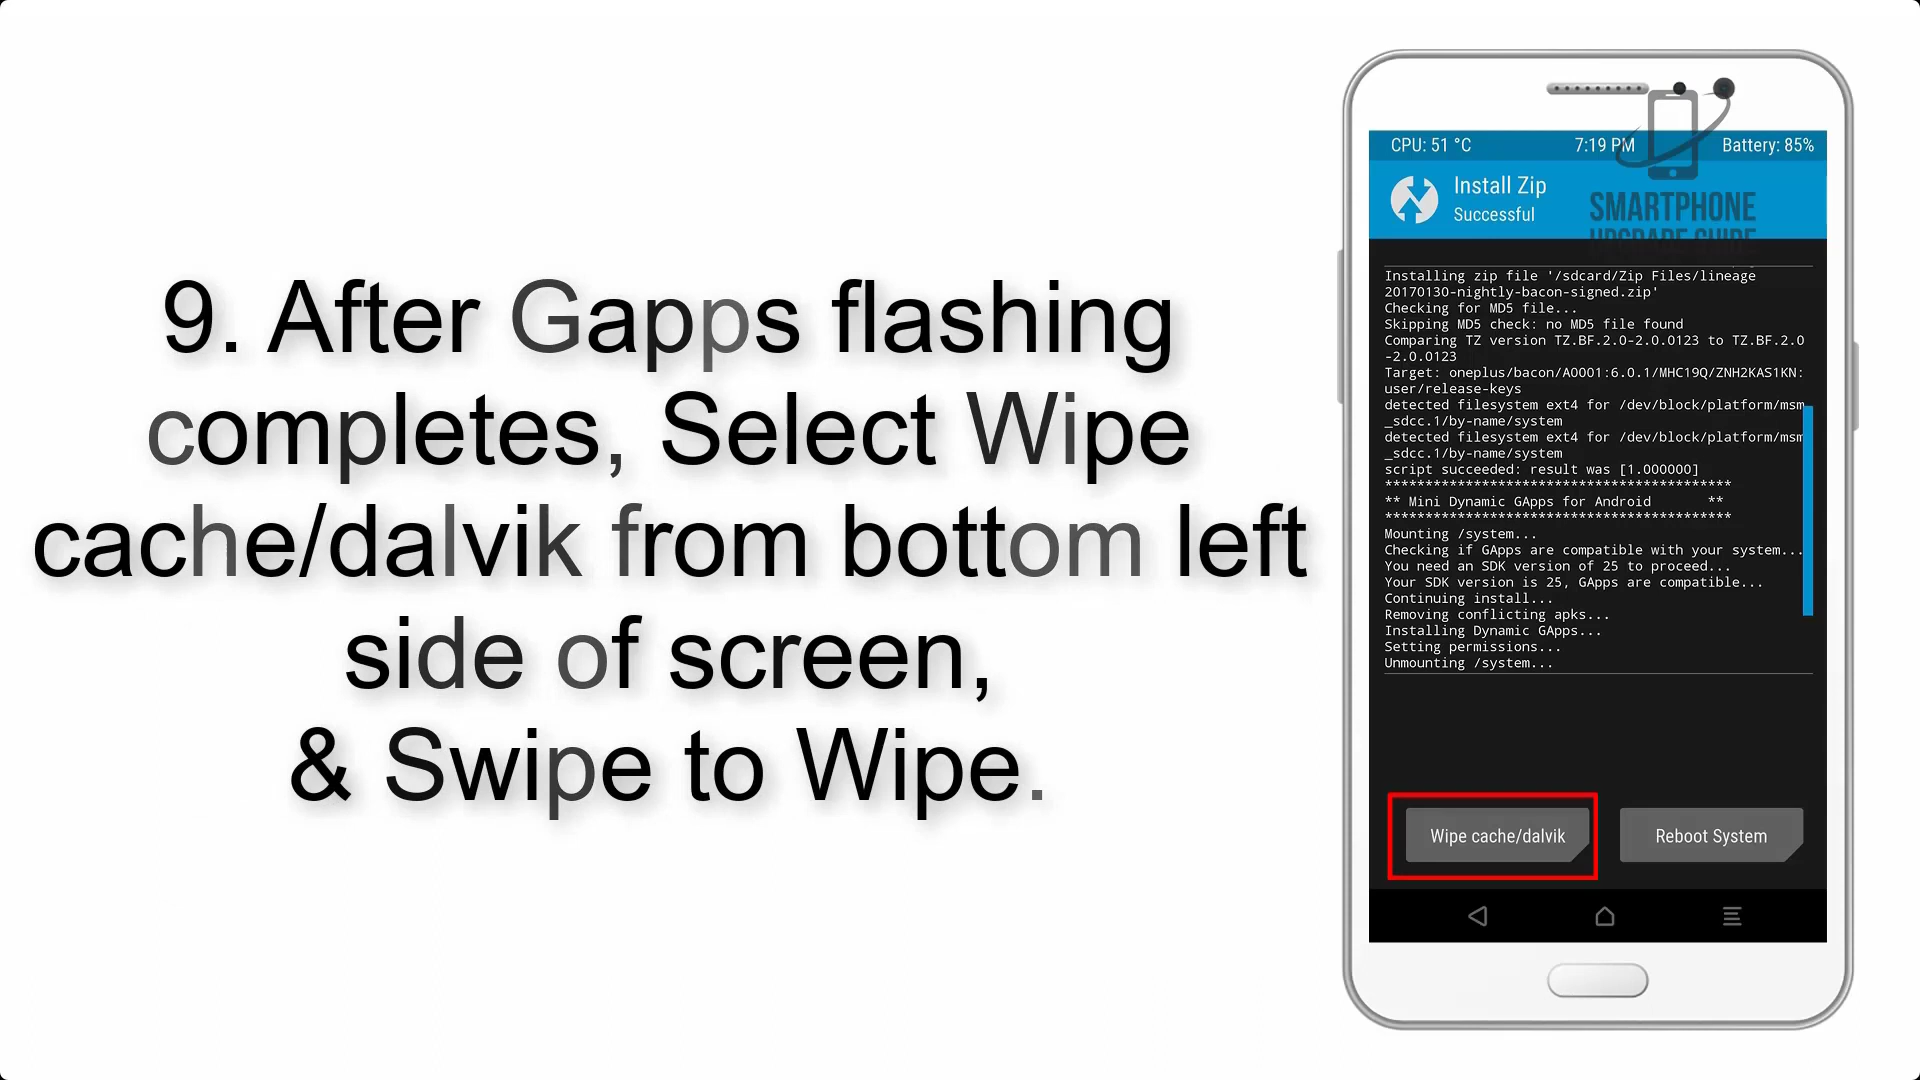 9. After Gapps flashing
completes, Select Wipe
cache/dalvik from bottom left
side of screen,
& Swipe to Wipe.
CPU: 51 °C 7:19 PM Battery: 85%
Install Zip
Successful
SMARTPHONE
UPGRADE GUIDE
Installing zip file '/sdcard/Zip Files/lineage
20170130-nightly-bacon-signed.zip'
Checking for MD5 file...
Skipping MD5 check: no MD5 file found
Comparing TZ version TZ.BF.2.0-2.0.0123 to TZ.BF.2.0
-2.0.0123
Target: oneplus/bacon/A0001:6.0.1/MHC19Q/ZNH2KAS1KN:
user/release-keys
detected filesystem ext4 for /dev/block/platform/msm
_sdcc.1/by-name/system
detected filesystem ext4 for /dev/block/platform/msm
_sdcc.1/by-name/system
script succeeded: result was [1.000000]
******************************************
** Mini Dynamic GApps for Android **
******************************************
Mounting /system...
Checking if GApps are compatible with your system...
You need an SDK version of 25 to proceed...
Your SDK version is 25, GApps are compatible...
Continuing install...
Removing conflicting apks...
Installing Dynamic GApps...
Setting permissions...
Unmounting /system...
Wipe cache/dalvik Reboot System